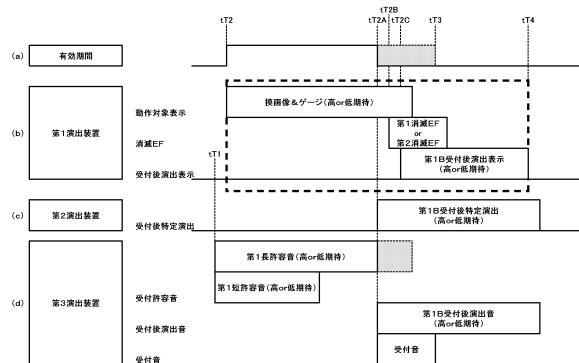 tT2
tT2B
tT2A
tT2C
tT3
tT4
(a)
有効期間
(b)
第1演出装置
動作対象表示
操画像&ゲージ(高or低期待)
消滅EF
第1消滅EF
or
第2消滅EF
受付後演出表示
第1B受付後演出表示
(高or低期待)
tT1
(c)
第2演出装置
受付後特定演出
第1B受付後特定演出
(高or低期待)
(d)
第3演出装置
第1長許容音(高or低期待)
受付許容音
第1短許容音(高or低期待)
受付後演出音
第1B受付後演出音
(高or低期待)
受付音
受付音